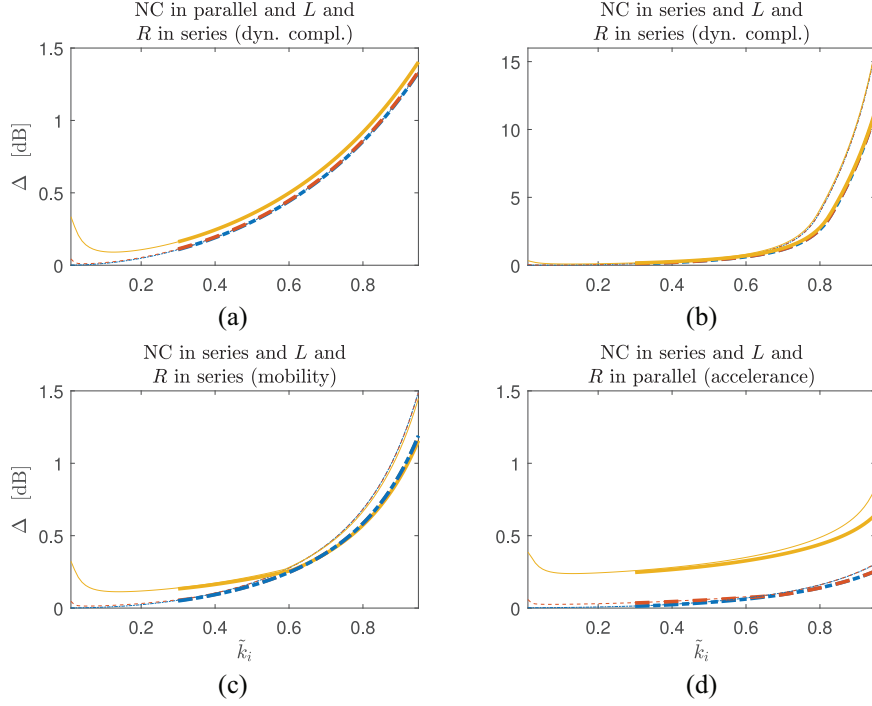 NC in parallel and L and
R in series (dyn. compl.)
1.5
1
0.5
0
Δ [dB]
0.2 0.4 0.6 0.8
(a)
NC in series and L and
R in series (dyn. compl.)
15
10
5
0
0.2 0.4 0.6 0.8
(b)
NC in series and L and
R in series (mobility)
1.5
1
0.5
0
Δ [dB]
0.2 0.4 0.6 0.8
k̃ᵢ
(c)
NC in series and L and
R in parallel (accelerance)
1.5
1
0.5
0
0.2 0.4 0.6 0.8
k̃ᵢ
(d)